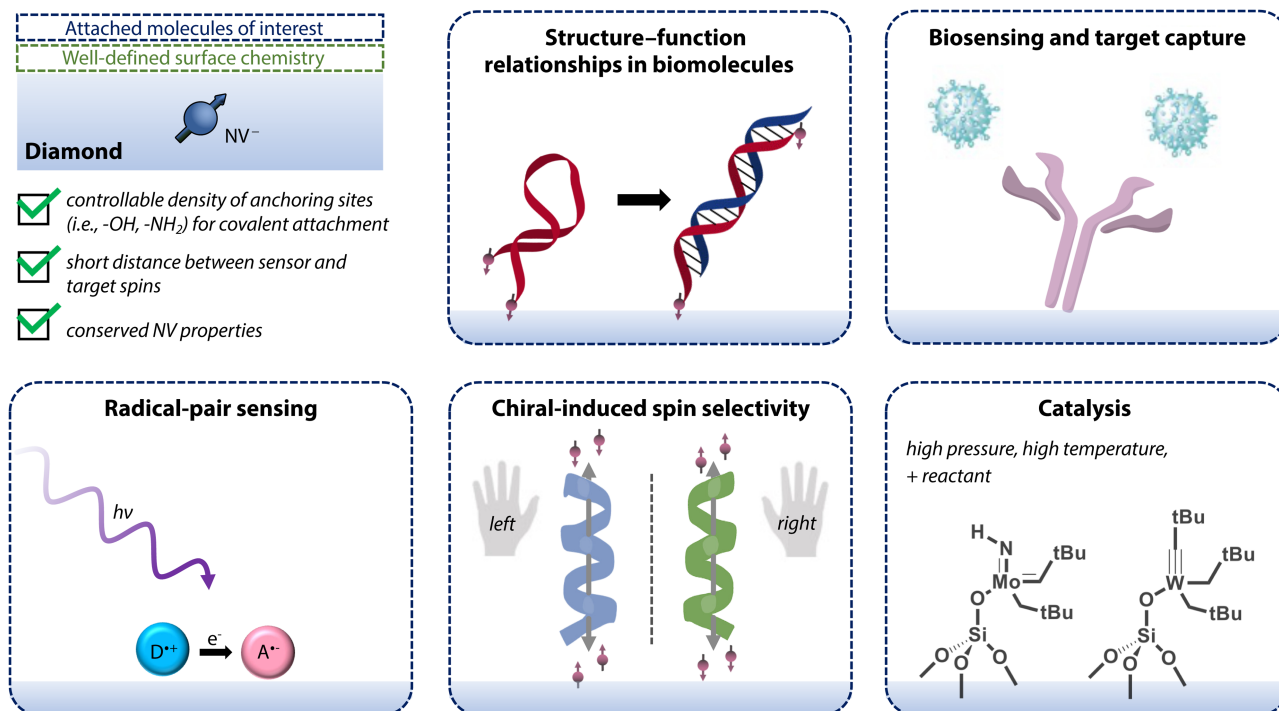 Attached molecules of interest
Well-defined surface chemistry
NV⁻
Diamond
controllable density of anchoring sites
(i.e., -OH, -NH₂) for covalent attachment
short distance between sensor and
target spins
conserved NV properties
Structure–function
relationships in biomolecules
Biosensing and target capture
Radical-pair sensing
hν
D•+
e⁻
A•-
Chiral-induced spin selectivity
left
right
Catalysis
high pressure, high temperature,
+ reactant
H
N
tBu
Mo
O
tBu
Si
O
O
O
tBu
tBu
W
O
tBu
Si
O
O
O